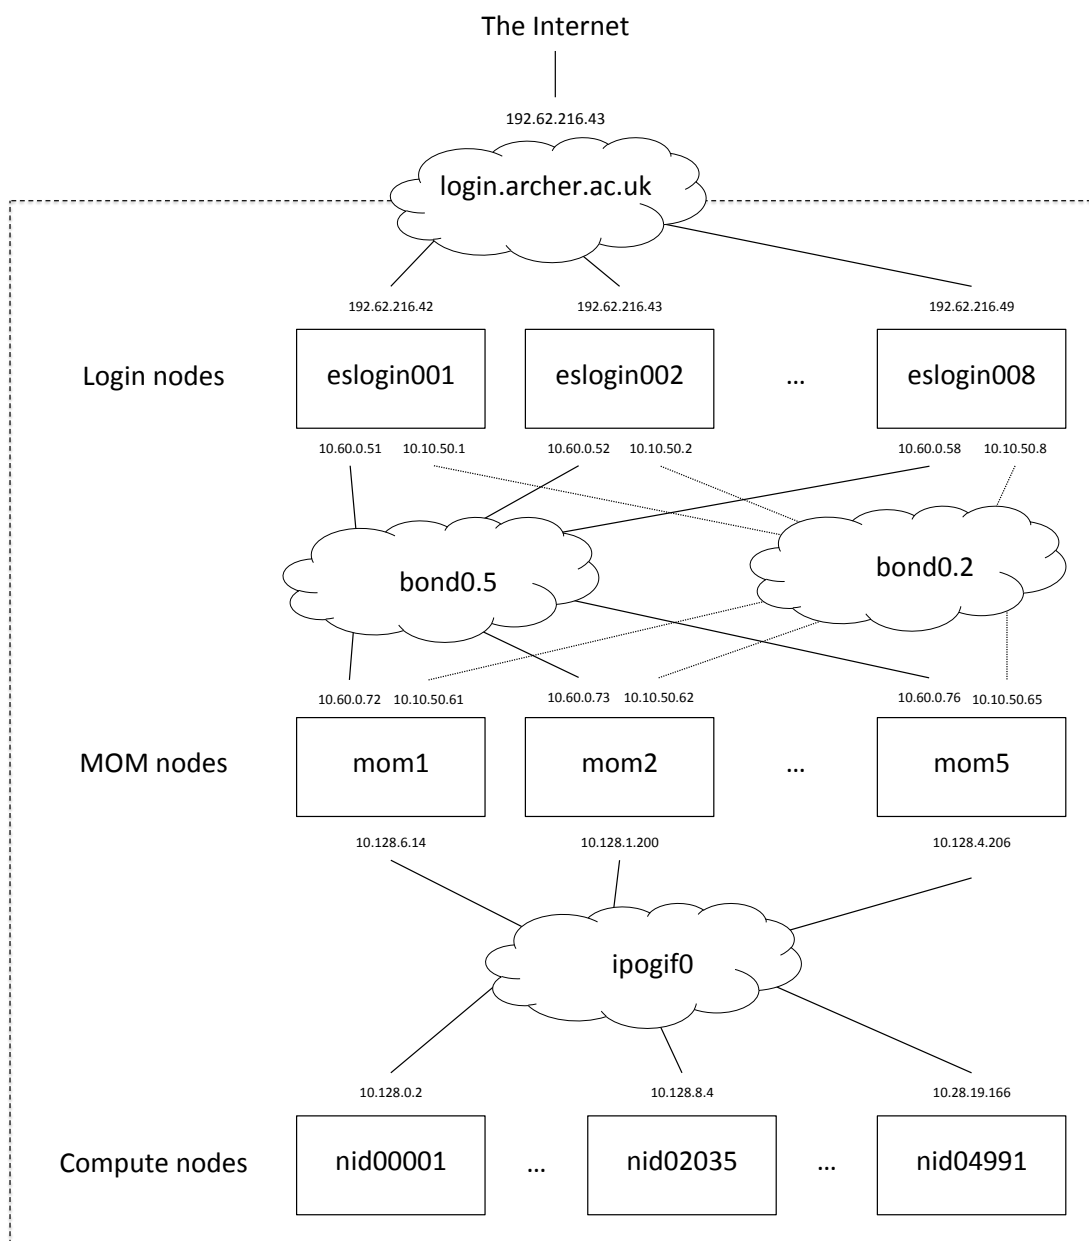 The Internet
192.62.216.43
login.archer.ac.uk
192.62.216.42 192.62.216.43 192.62.216.49
Login nodes eslogin001 eslogin002 ... eslogin008
10.60.0.51 10.10.50.1 10.60.0.52 10.10.50.2 10.60.0.58 10.10.50.8
bond0.5 bond0.2
10.60.0.72 10.10.50.61 10.60.0.73 10.10.50.62 10.60.0.76 10.10.50.65
MOM nodes mom1 mom2 ... mom5
10.128.6.14 10.128.1.200 10.128.4.206
ipogif0
10.128.0.2 10.128.8.4 10.28.19.166
Compute nodes nid00001 ... nid02035 ... nid04991